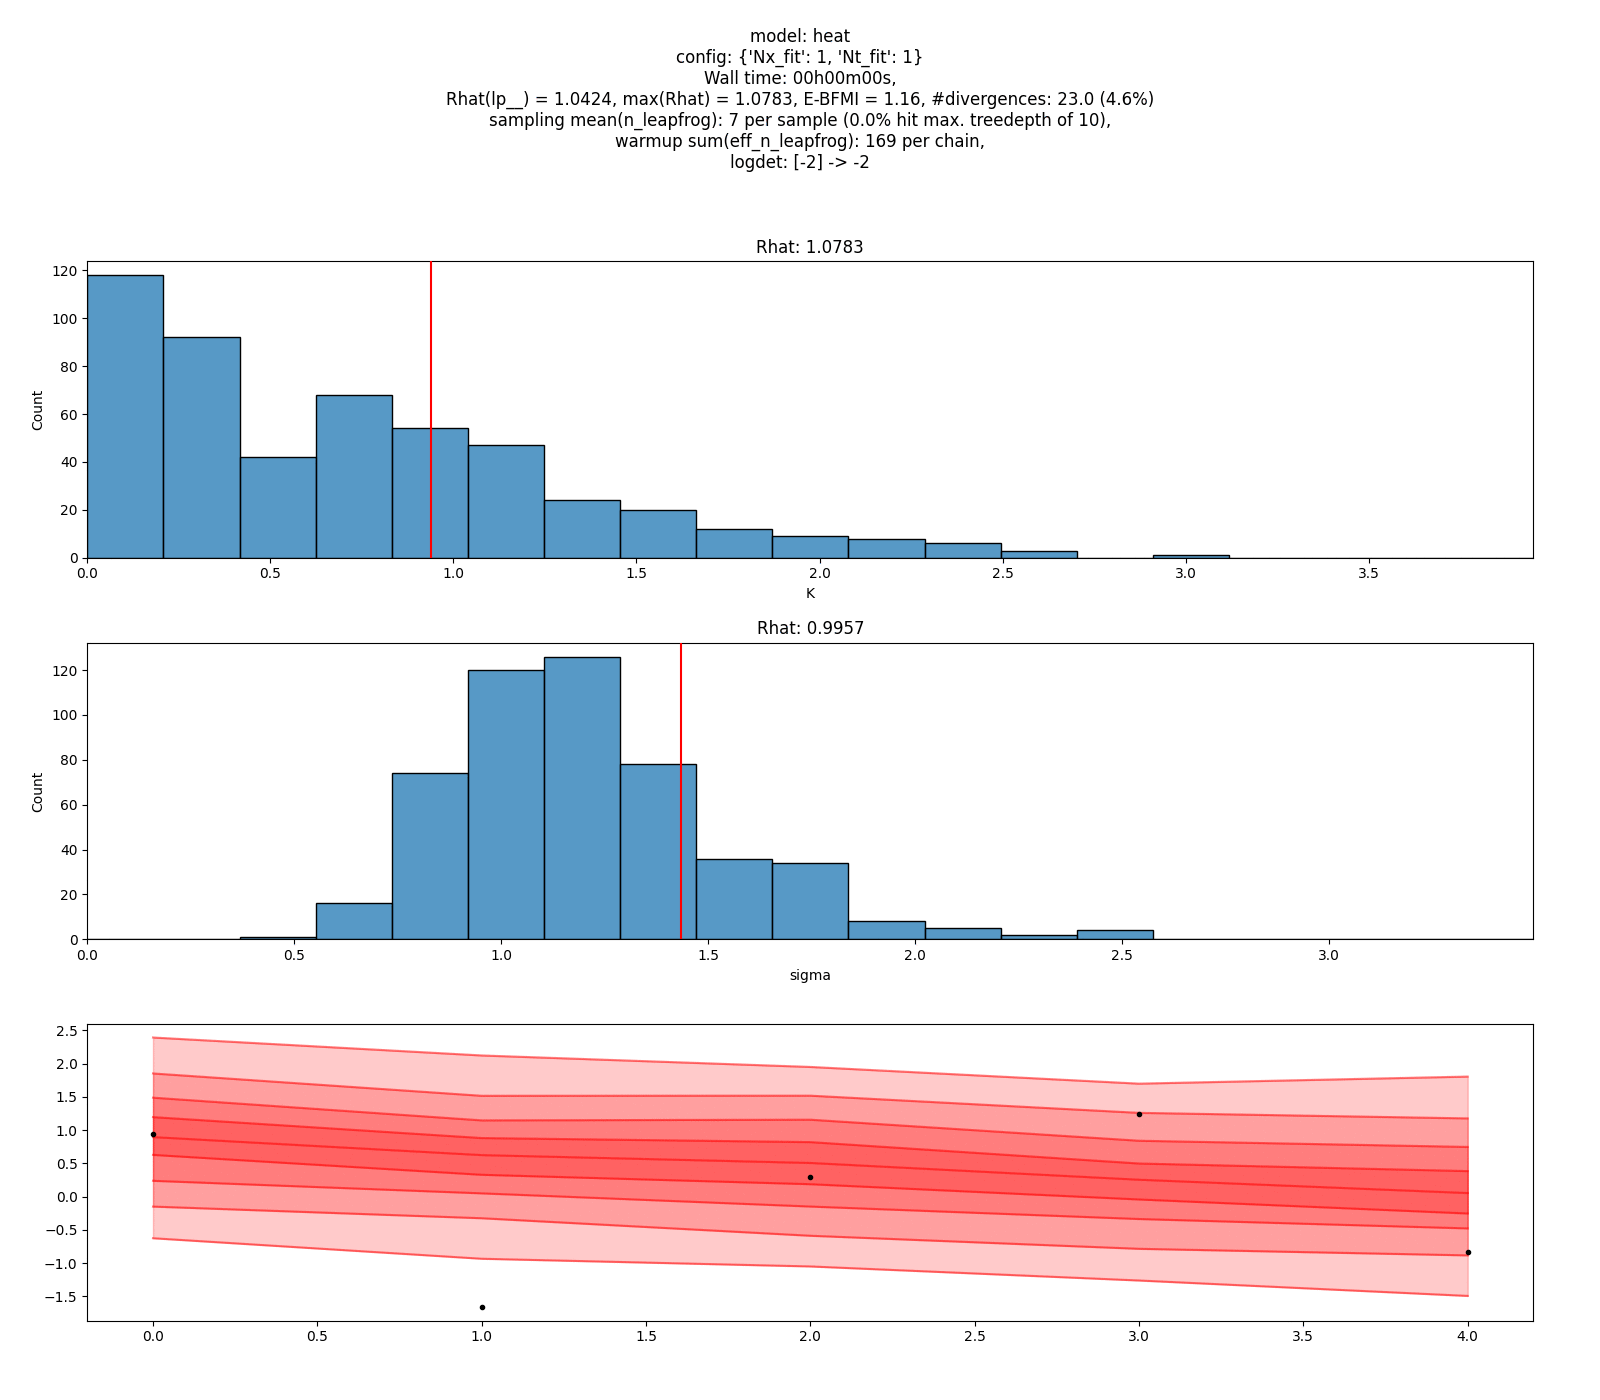 model: heat
config: {'Nx_fit': 1, 'Nt_fit': 1}
Wall time: 00h00m00s,
Rhat(lp__) = 1.0424, max(Rhat) = 1.0783, E-BFMI = 1.16, #divergences: 23.0 (4.6%)
sampling mean(n_leapfrog): 7 per sample (0.0% hit max. treedepth of 10),
warmup sum(eff_n_leapfrog): 169 per chain,
logdet: [-2] -> -2
Rhat: 1.0783
120
100
80
60
40
20
0
Count
0.0 0.5 1.0 1.5 2.0 2.5 3.0 3.5
K
Rhat: 0.9957
120
100
80
60
40
20
0
Count
0.0 0.5 1.0 1.5 2.0 2.5 3.0
sigma
2.5
2.0
1.5
1.0
0.5
0.0
−0.5
−1.0
−1.5
0.0 0.5 1.0 1.5 2.0 2.5 3.0 3.5 4.0